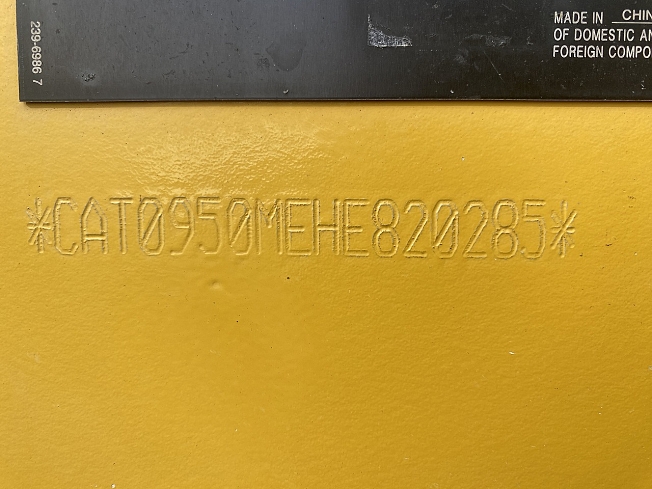 MADE IN CHIN
OF DOMESTIC AN
FOREIGN COMPO
239-6986 7
*CAT0950MEHE820285*